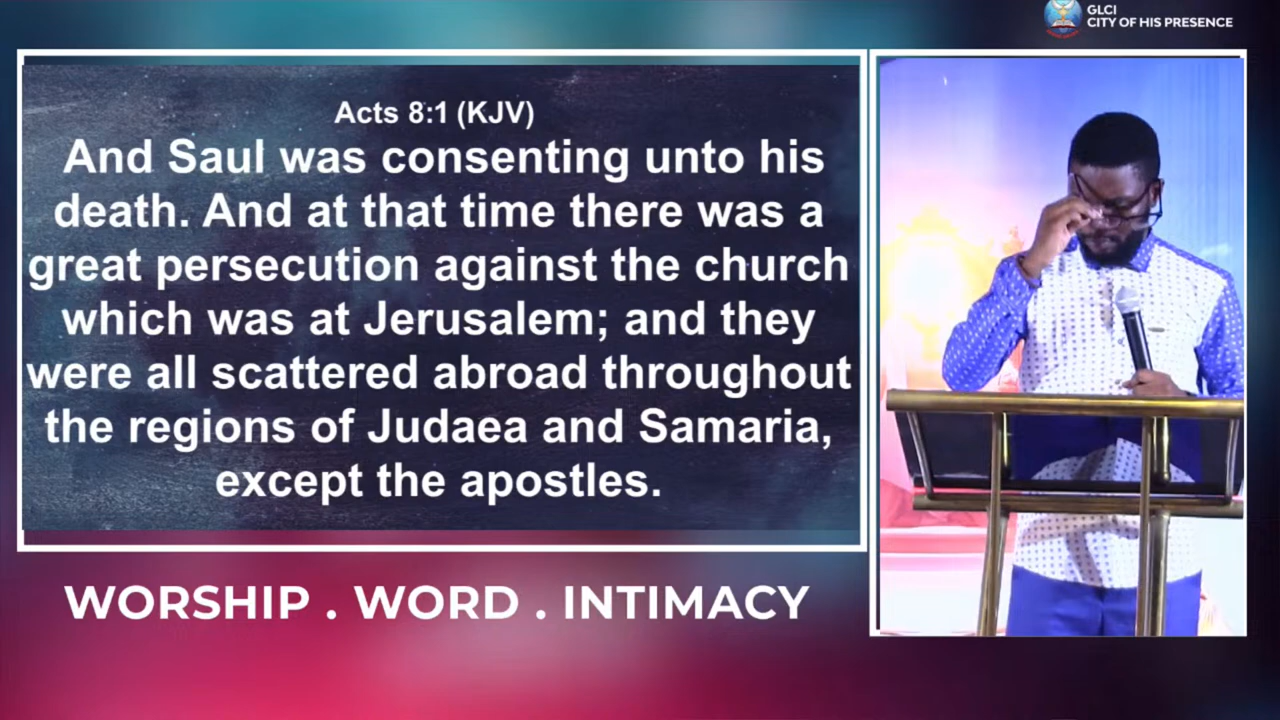 GLCI
CITY OF HIS PRESENCE
Acts 8:1 (KJV)
And Saul was consenting unto his
death. And at that time there was a
great persecution against the church
which was at Jerusalem; and they
were all scattered abroad throughout
the regions of Judaea and Samaria,
except the apostles.
WORSHIP . WORD . INTIMACY